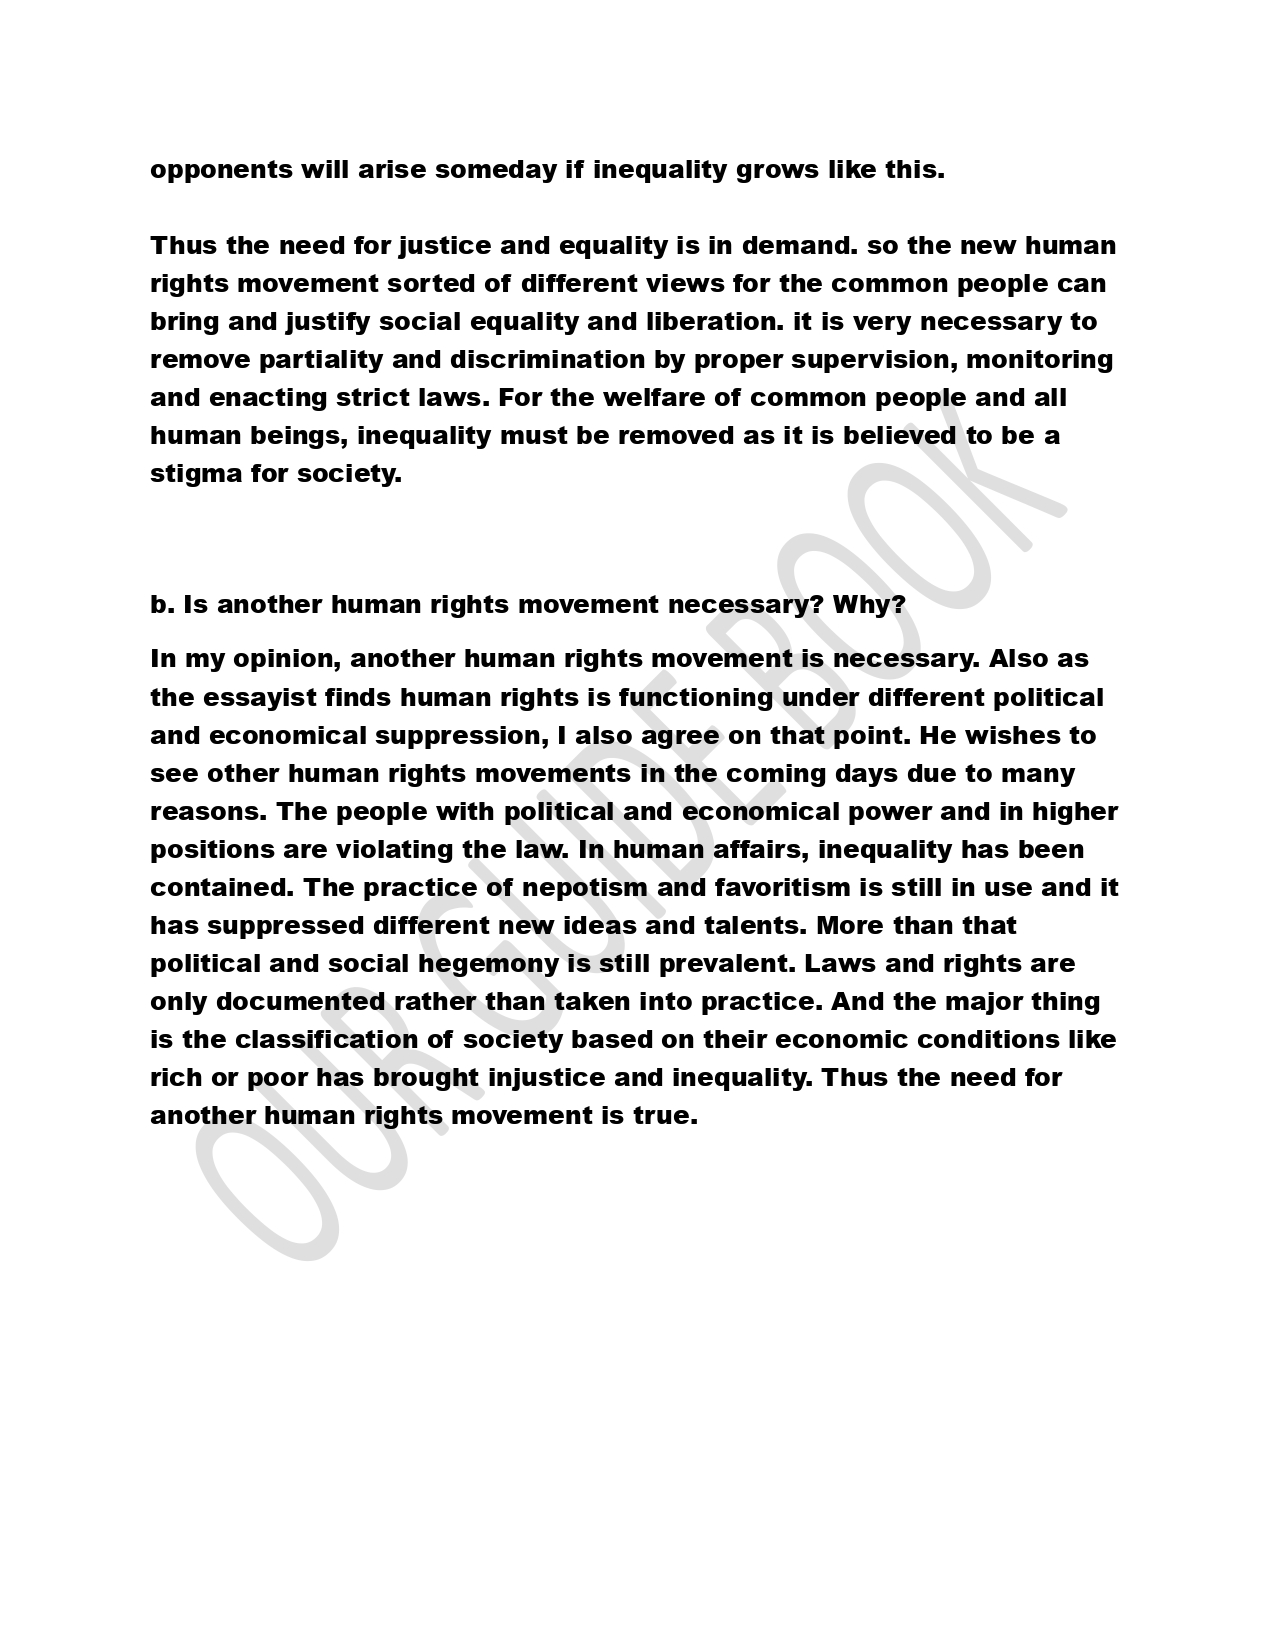 opponents will arise someday if inequality grows like this.
Thus the need for justice and equality is in demand. so the new human
rights movement sorted of different views for the common people can
bring and justify social equality and liberation. it is very necessary to
remove partiality and discrimination by proper supervision, monitoring
and enacting strict laws. For the welfare of common people and all
human beings, inequality must be removed as it is believed to be a
stigma for society.
b. Is another human rights movement necessary? Why?
In my opinion, another human rights movement is necessary. Also as
the essayist finds human rights is functioning under different political
and economical suppression, I also agree on that point. He wishes to
see other human rights movements in the coming days due to many
reasons. The people with political and economical power and in higher
positions are violating the law. In human affairs, inequality has been
contained. The practice of nepotism and favoritism is still in use and it
has suppressed different new ideas and talents. More than that
political and social hegemony is still prevalent. Laws and rights are
only documented rather than taken into practice. And the major thing
is the classification of society based on their economic conditions like
rich or poor has brought injustice and inequality. Thus the need for
another human rights movement is true.
OUR GUIDE BOOK